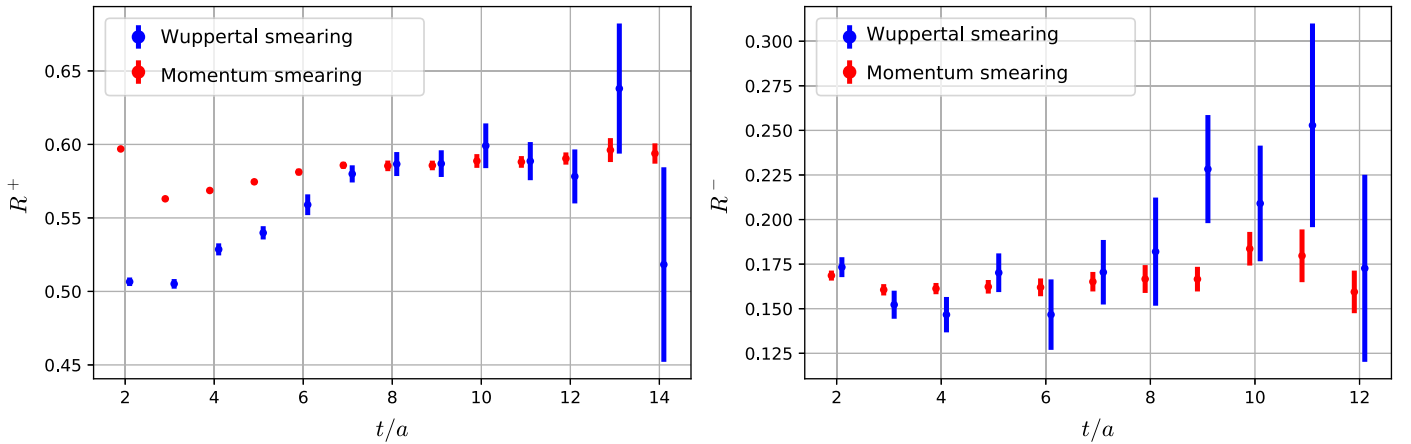 Wuppertal smearing
Momentum smearing
0.65
0.60
0.55
0.50
0.45
R⁺
2 4 6 8 10 12 14
t/a
Wuppertal smearing
Momentum smearing
0.300
0.275
0.250
0.225
0.200
0.175
0.150
0.125
R⁻
2 4 6 8 10 12
t/a